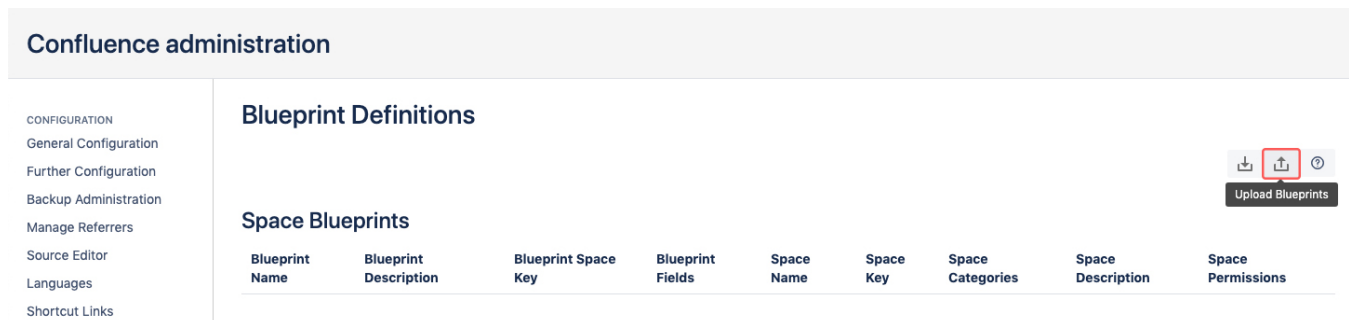 Confluence administration
CONFIGURATION
General Configuration
Further Configuration
Backup Administration
Manage Referrers
Source Editor
Languages
Shortcut Links
Blueprint Definitions
Upload Blueprints
Space Blueprints
Blueprint Name
Blueprint Description
Blueprint Space Key
Blueprint Fields
Space Name
Space Key
Space Categories
Space Description
Space Permissions